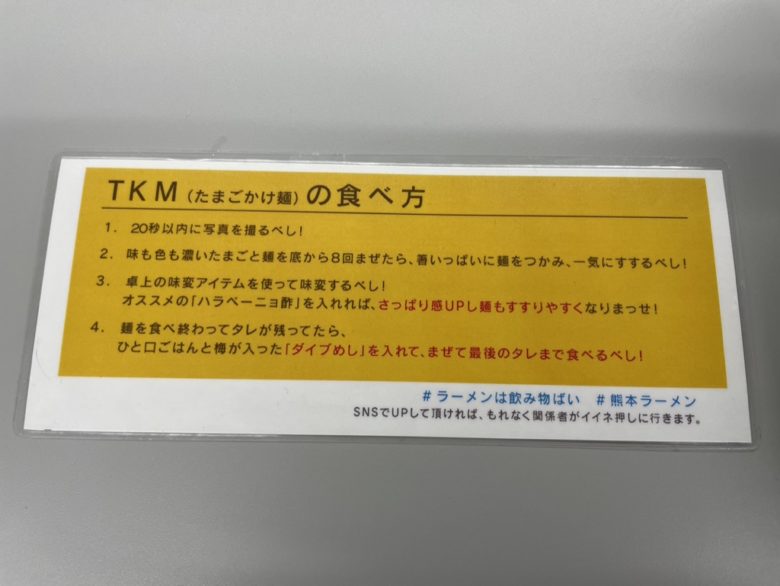 TKM(たまごかけ麺)の食べ方
1. 20秒以内に写真を撮るべし!
2. 味も色も濃いたまごと麺を底から8回まぜたら、善いっぱいに麺をつかみ、一気にすするべし!
3. 卓上の味変アイテムを使って味変するべし!
オススメの「ハラペーニョ酢」を入れれば、さっぱり感UPし麺もすすりやすくなりまっせ!
4. 麺を食べ終わってタレが残ってたら、
ひと口ごはんと梅が入った「ダイブめし」を入れて、まぜて最後のタレまで食べるべし!
#ラーメンは飲み物ばい #熊本ラーメン
SNSでUPして頂ければ、もれなく関係者がイイネ押しに行きます。